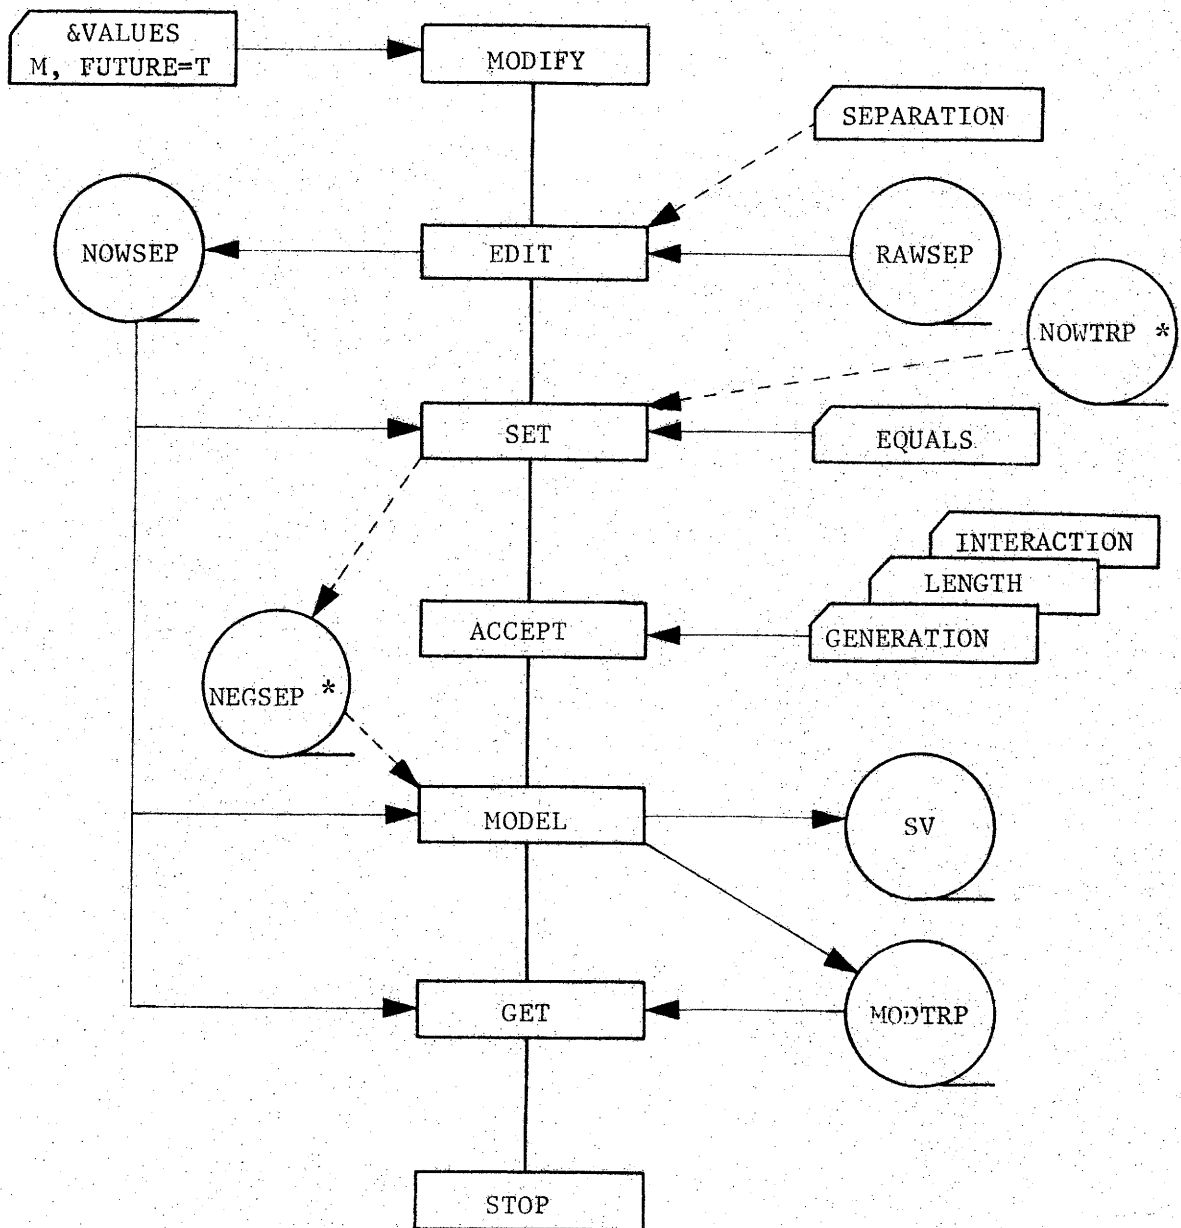 &VALUES
M, FUTURE=T
MODIFY
SEPARATION
NOWSEP
EDIT
RAWSEP
NOWTRP *
SET
EQUALS
INTERACTION
LENGTH
ACCEPT
GENERATION
NEGSEP *
MODEL
SV
GET
MODTRP
STOP